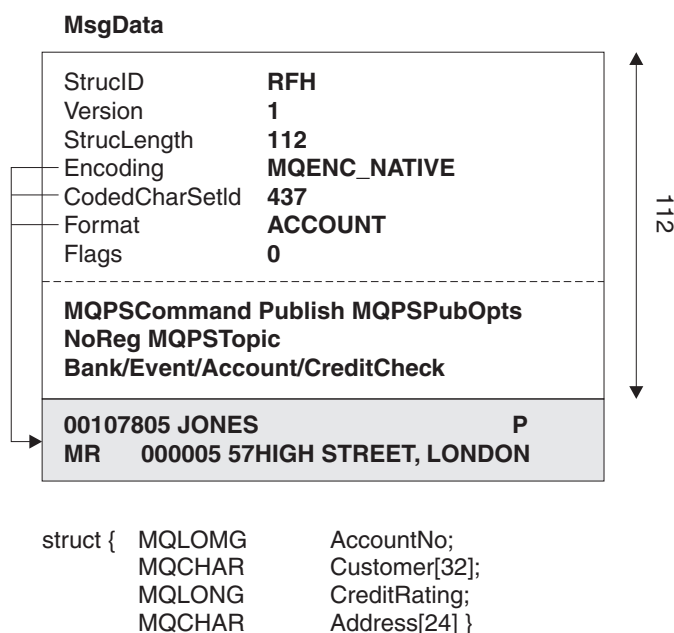 MsgData
StrucID RFH
Version 1
StrucLength 112
Encoding MQENC_NATIVE
CodedCharSetId 437
Format ACCOUNT
Flags 0
112
MQPSCommand Publish MQPSPubOpts
NoReg MQPSTopic
Bank/Event/Account/CreditCheck
00107805 JONES P
MR 000005 57HIGH STREET, LONDON
struct { MQLOMG AccountNo;
MQCHAR Customer[32];
MQLONG CreditRating;
MQCHAR Address[24] }